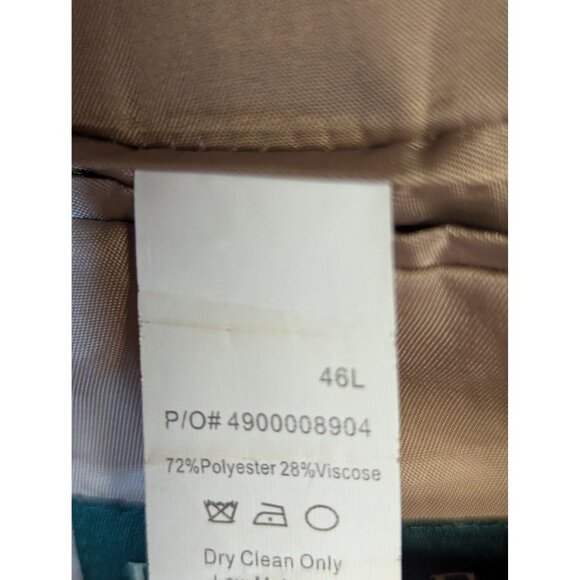 46L
P/O# 4900008904
72%Polyester 28%Viscose
Dry Clean Only